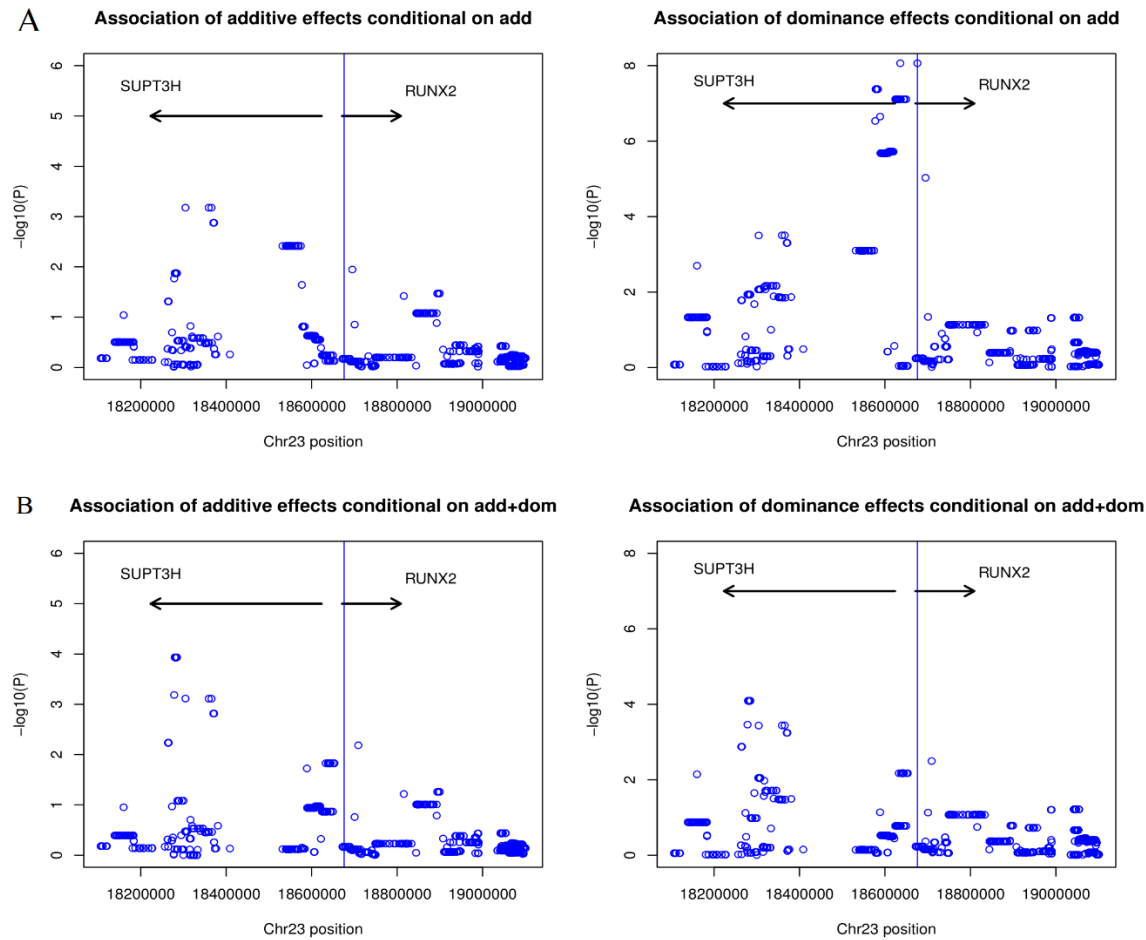 A
Association of additive effects conditional on add
Association of dominance effects conditional on add
SUPT3H
RUNX2
-log10(P)
0 1 2 3 4 5 6
18200000 18400000 18600000 18800000 19000000
Chr23 position
SUPT3H
RUNX2
-log10(P)
0 2 4 6 8
18200000 18400000 18600000 18800000 19000000
Chr23 position
B
Association of additive effects conditional on add+dom
Association of dominance effects conditional on add+dom
SUPT3H
RUNX2
-log10(P)
0 1 2 3 4 5 6
18200000 18400000 18600000 18800000 19000000
Chr23 position
SUPT3H
RUNX2
-log10(P)
0 2 4 6 8
18200000 18400000 18600000 18800000 19000000
Chr23 position